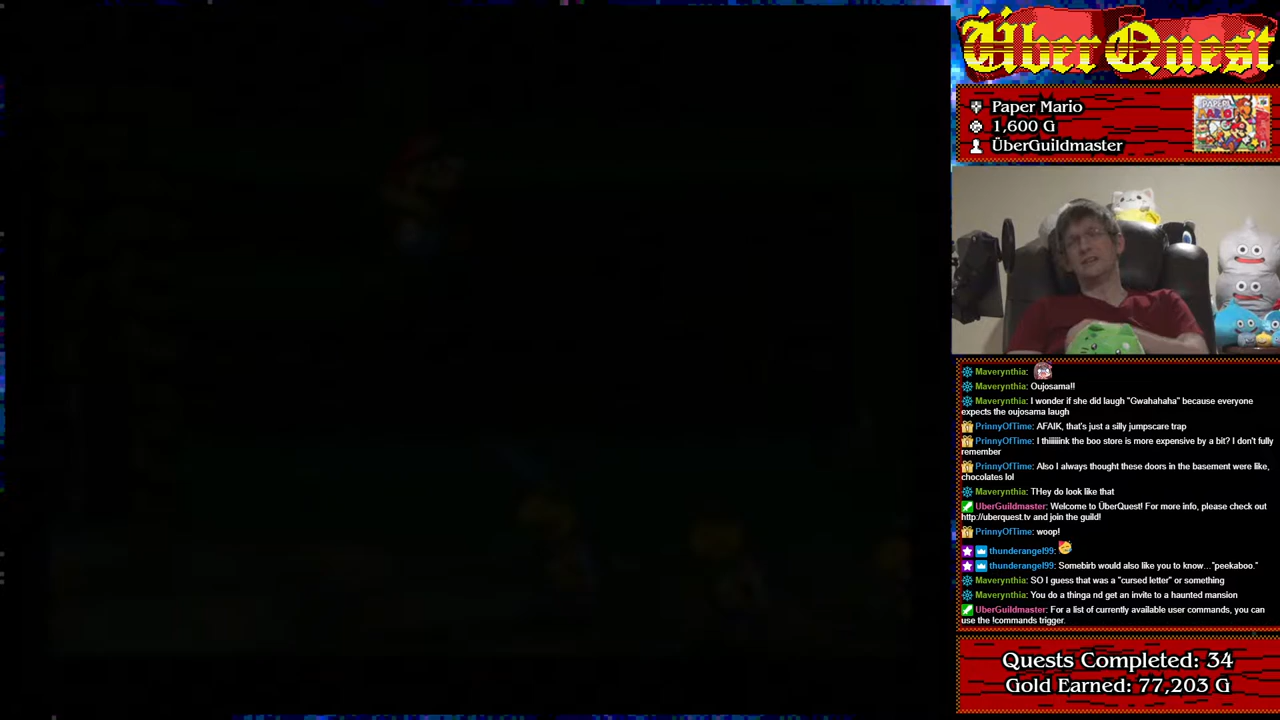 Über Quest
Paper Mario
1,600 G
ÜberGuildmaster
PAPER MARIO
Maverynthia:
Maverynthia: Oujosama!!
Maverynthia: I wonder if she did laugh "Gwahahaha" because everyone
expects the oujosama laugh
PrinnyOfTime: AFAIK, that's just a silly jumpscare trap
PrinnyOfTime: I thiiiiiink the boo store is more expensive by a bit? I don't fully
remember
PrinnyOfTime: Also I always thought these doors in the basement were like,
chocolates lol
Maverynthia: THey do look like that
UberGuildmaster: Welcome to ÜberQuest! For more info, please check out
http://uberquest.tv and join the guild!
PrinnyOfTime: woop!
thunderangel99:
thunderangel99: Somebirb would also like you to know..."peekaboo."
Maverynthia: SO I guess that was a "cursed letter" or something
Maverynthia: You do a thinga nd get an invite to a haunted mansion
UberGuildmaster: For a list of currently available user commands, you can
use the !commands trigger.
Quests Completed: 34
Gold Earned: 77,203 G